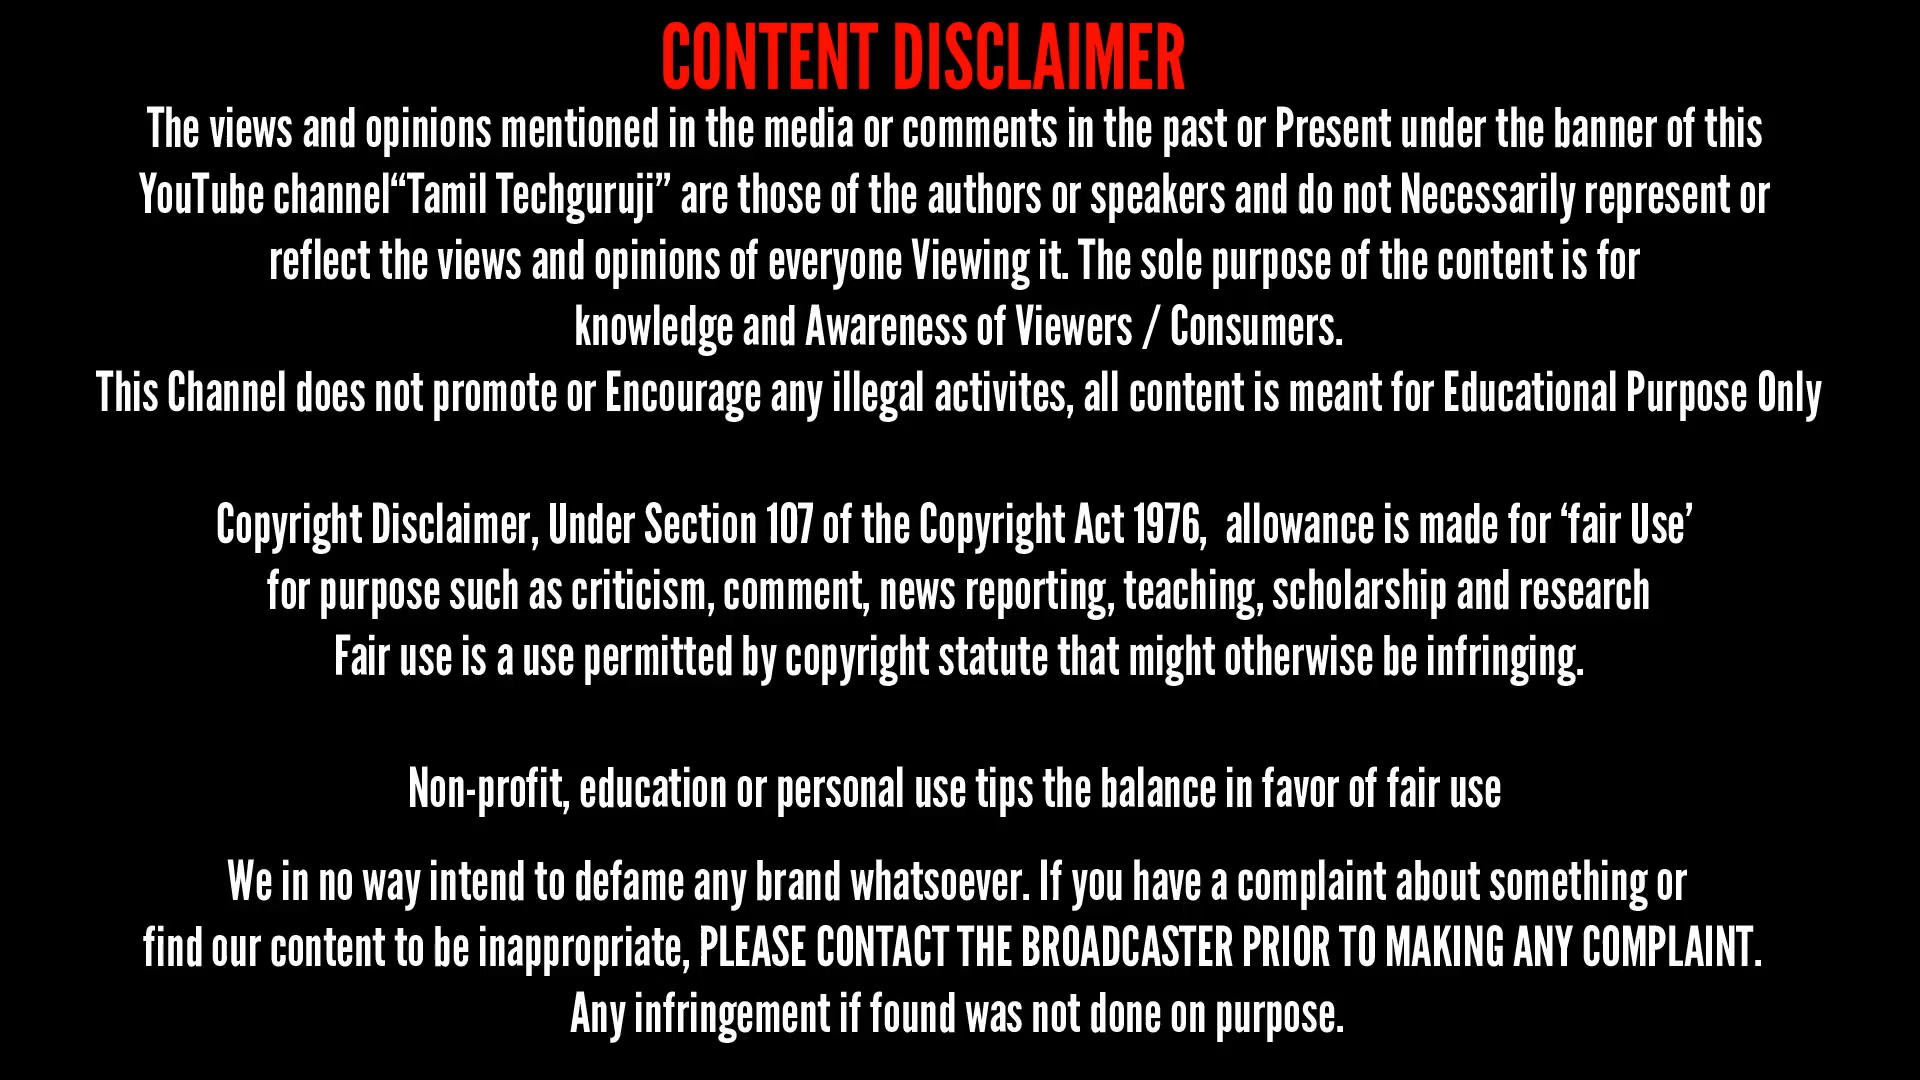 CONTENT DISCLAIMER
The views and opinions mentioned in the media or comments in the past or Present under the banner of this
YouTube channel“Tamil Techguruji” are those of the authors or speakers and do not Necessarily represent or
reflect the views and opinions of everyone Viewing it. The sole purpose of the content is for
knowledge and Awareness of Viewers / Consumers.
This Channel does not promote or Encourage any illegal activites, all content is meant for Educational Purpose Only
Copyright Disclaimer, Under Section 107 of the Copyright Act 1976, allowance is made for ‘fair Use’
for purpose such as criticism, comment, news reporting, teaching, scholarship and research
Fair use is a use permitted by copyright statute that might otherwise be infringing.
Non-profit, education or personal use tips the balance in favor of fair use
We in no way intend to defame any brand whatsoever. If you have a complaint about something or
find our content to be inappropriate, PLEASE CONTACT THE BROADCASTER PRIOR TO MAKING ANY COMPLAINT.
Any infringement if found was not done on purpose.